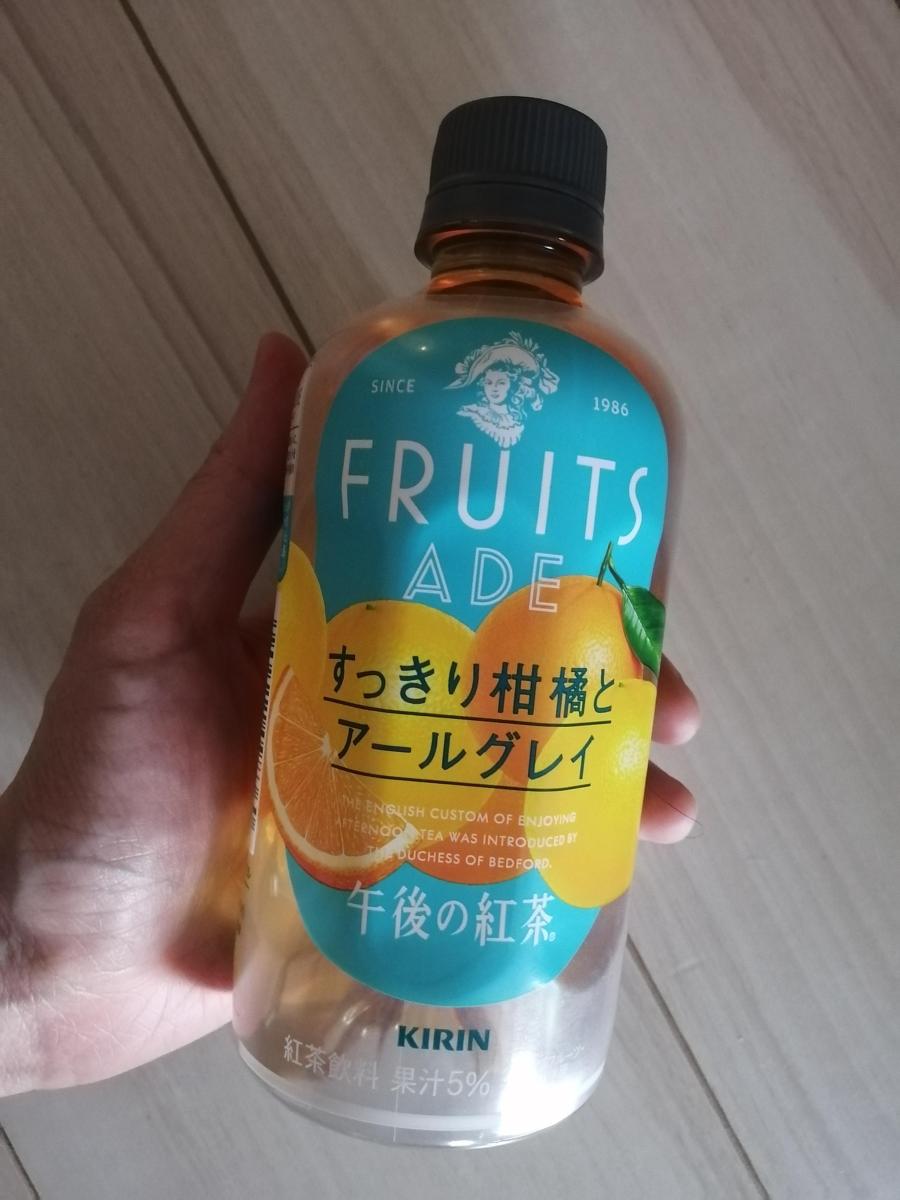 SINCE 1986
FRUITS
ADE
すっきり柑橘と
アールグレイ
THE ENGLISH CUSTOM OF ENJOYING
AFTERNOON TEA WAS INTRODUCED BY
THE DUCHESS OF BEDFORD.
午後の紅茶®
KIRIN
紅茶飲料 果汁5%